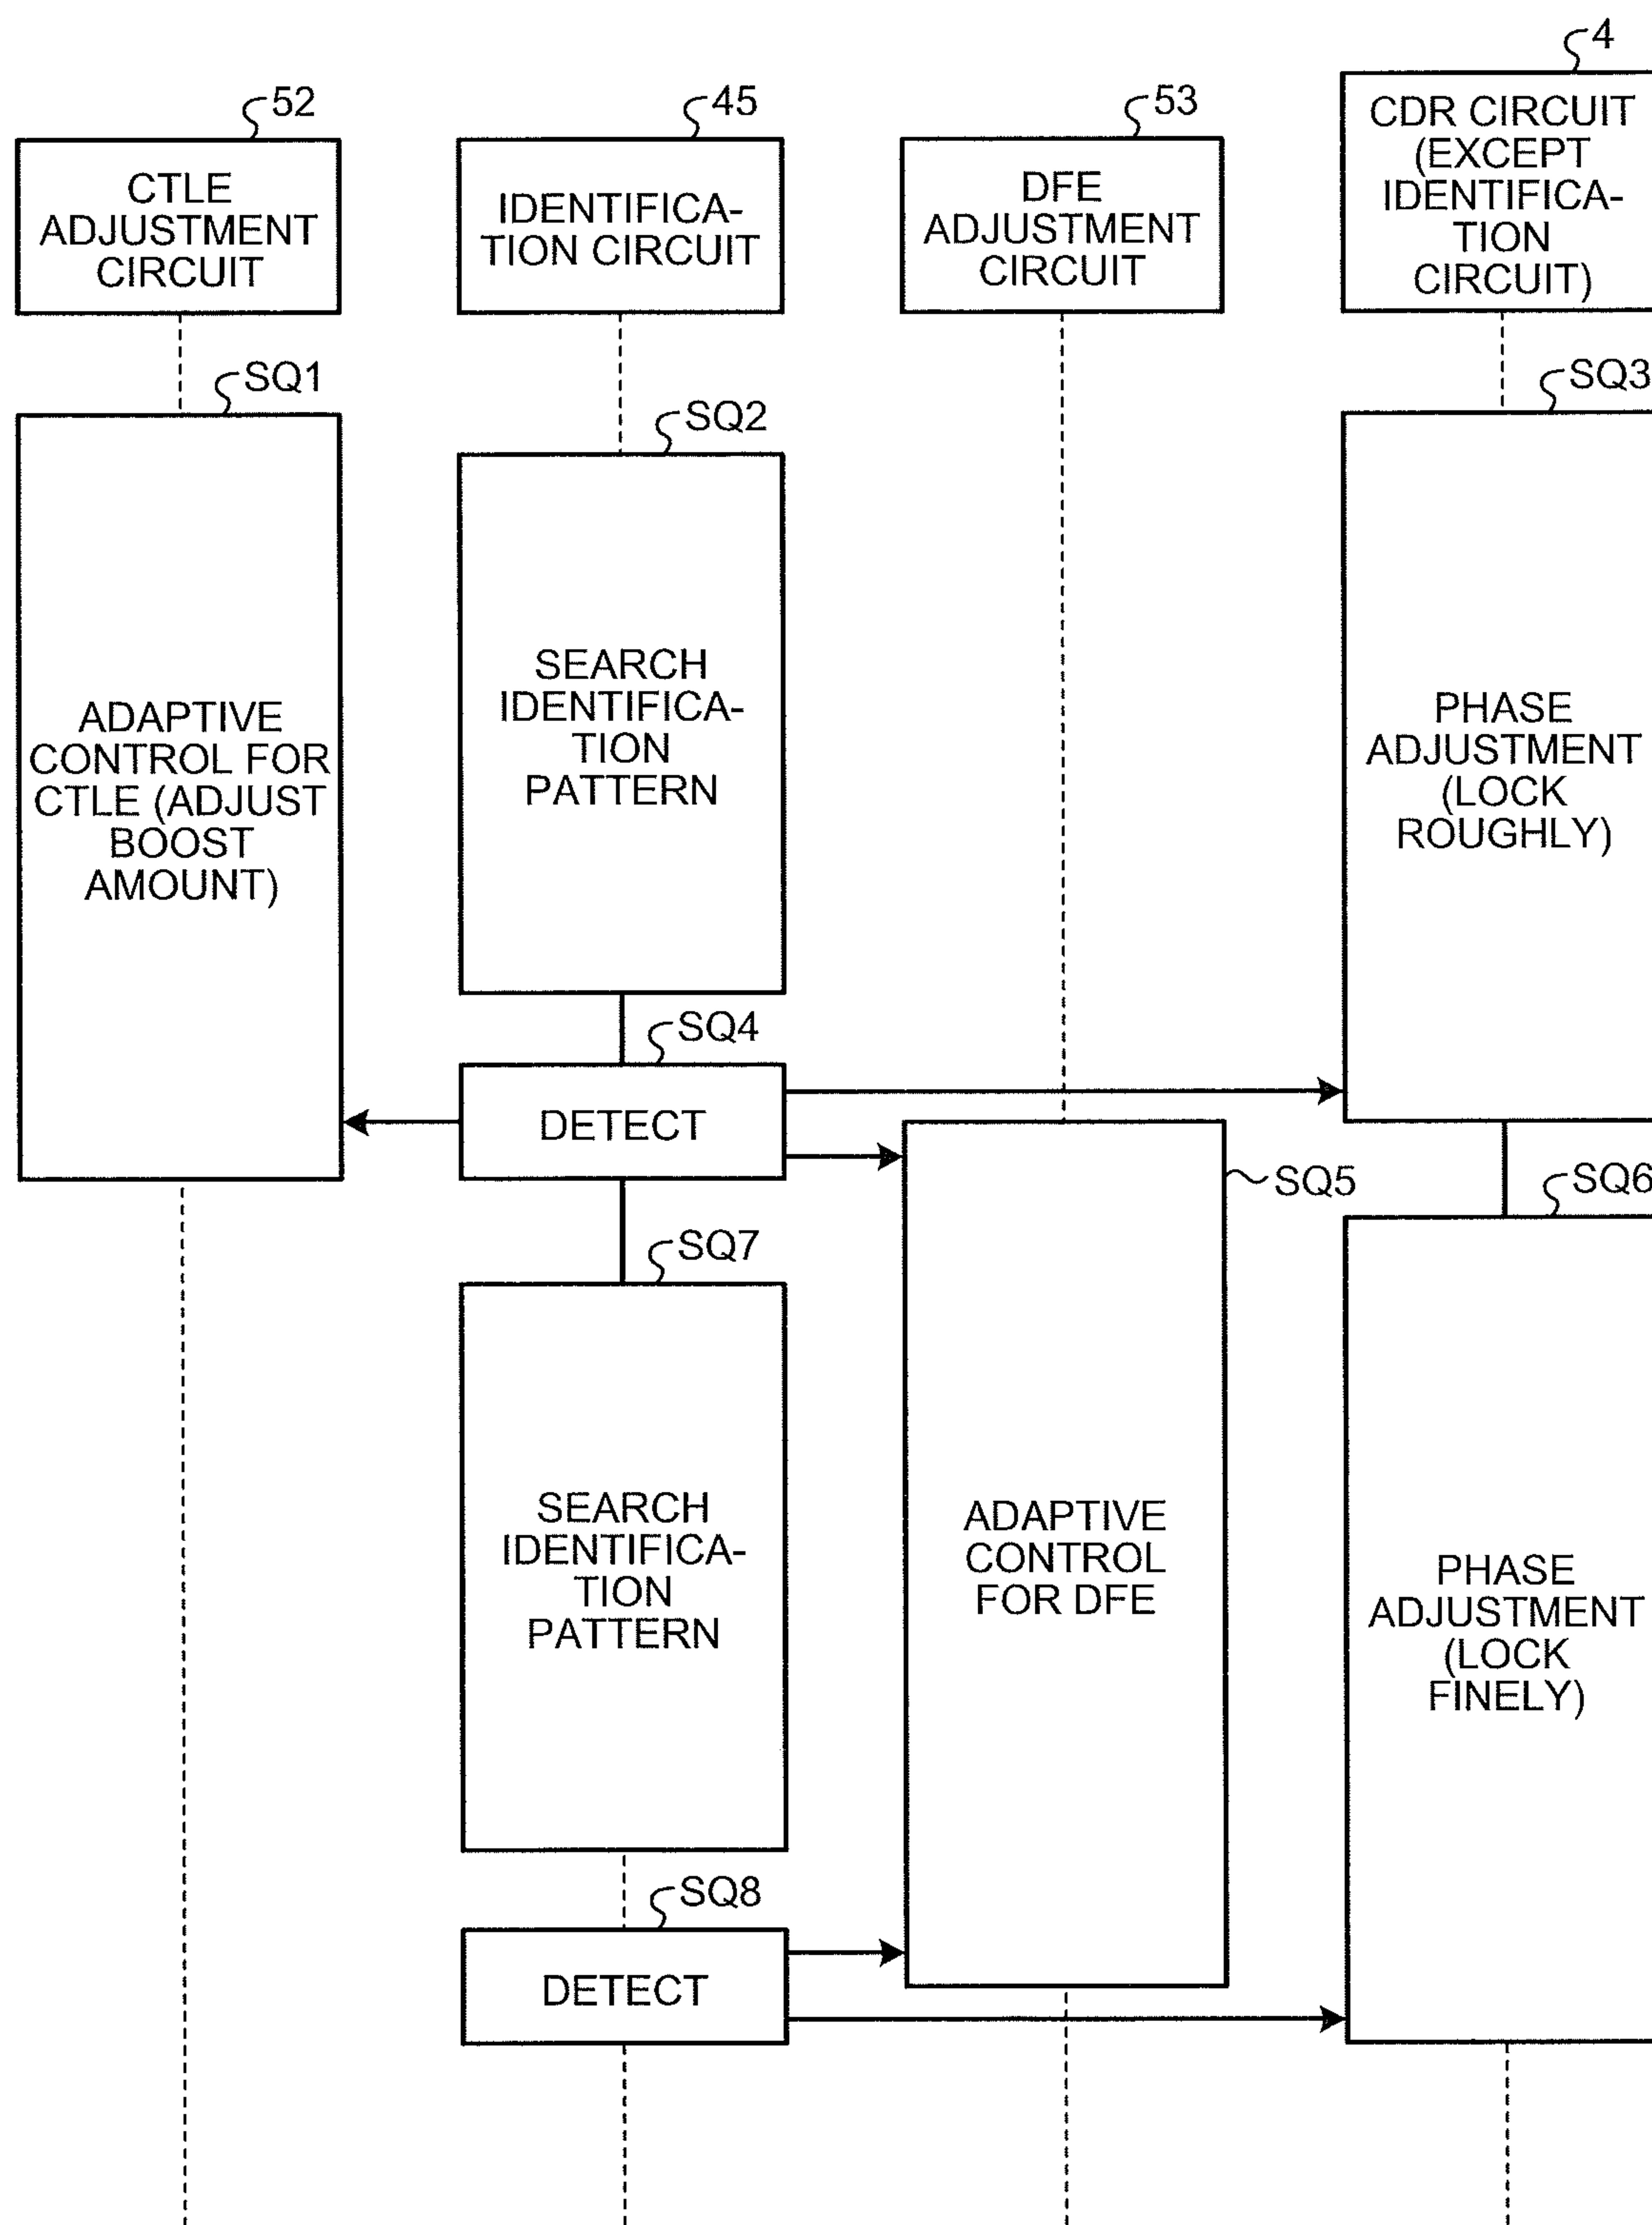 4
52
45
53
CTLE
ADJUSTMENT
CIRCUIT
IDENTIFICA-
TION CIRCUIT
DFE
ADJUSTMENT
CIRCUIT
CDR CIRCUIT
(EXCEPT
IDENTIFICA-
TION
CIRCUIT)
SQ1
SQ2
SQ3
ADAPTIVE
CONTROL FOR
CTLE (ADJUST
BOOST
AMOUNT)
SEARCH
IDENTIFICA-
TION
PATTERN
PHASE
ADJUSTMENT
(LOCK
ROUGHLY)
SQ4
DETECT
SQ5
SQ6
SQ7
SEARCH
IDENTIFICA-
TION
PATTERN
ADAPTIVE
CONTROL
FOR DFE
PHASE
ADJUSTMENT
(LOCK
FINELY)
SQ8
DETECT